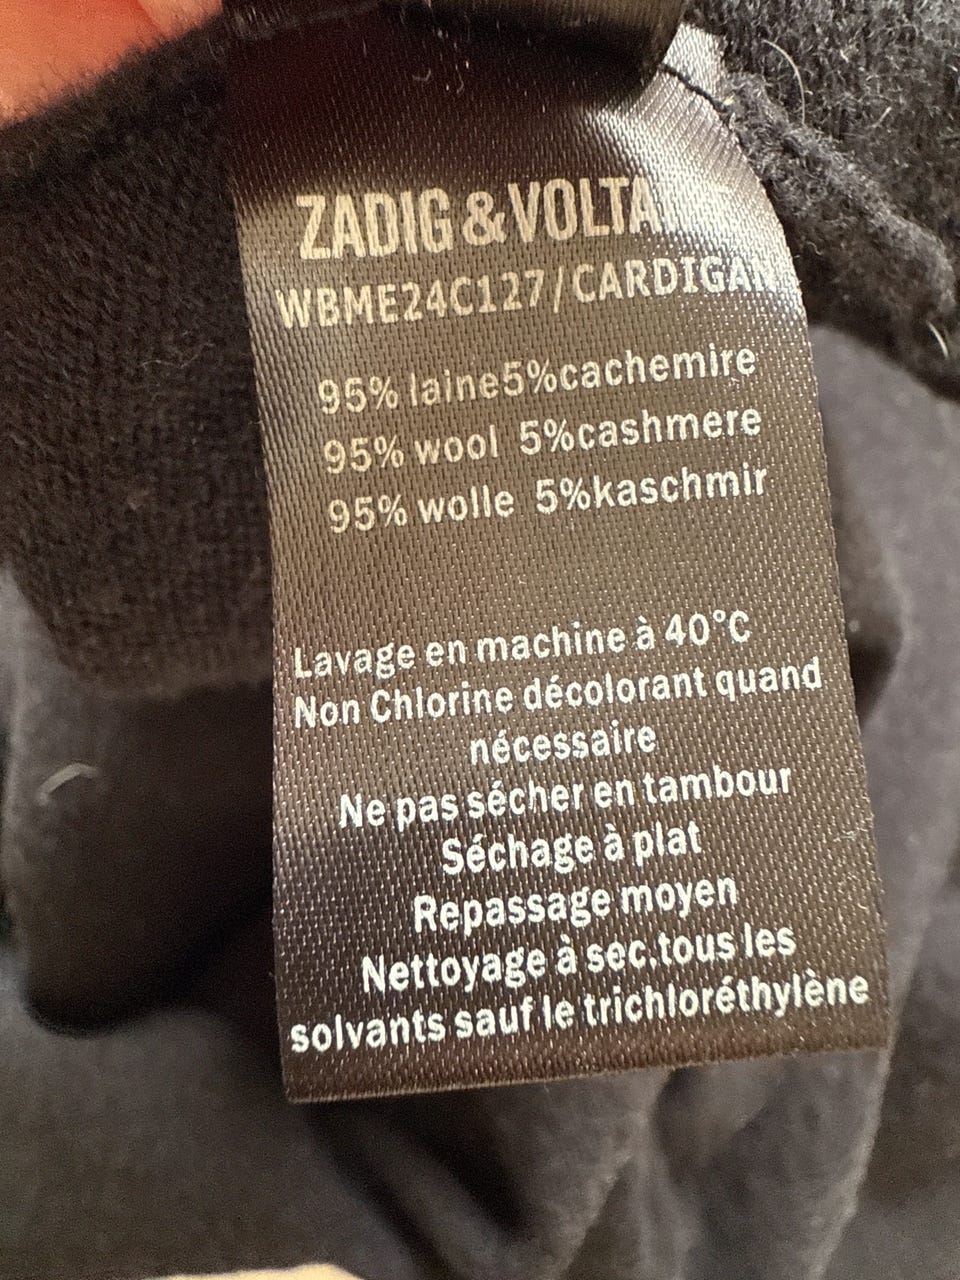 ZADIG & VOLTA
WBME24C127/CARDIGAN
95% laine5%cachemire
95% wool 5%cashmere
95% wolle 5%kaschmir
Lavage en machine à 40°C
Non Chlorine décolorant quand
nécessaire
Ne pas sécher en tambour
Séchage à plat
Repassage moyen
Nettoyage à sec.tous les
solvants sauf le trichloréthylène